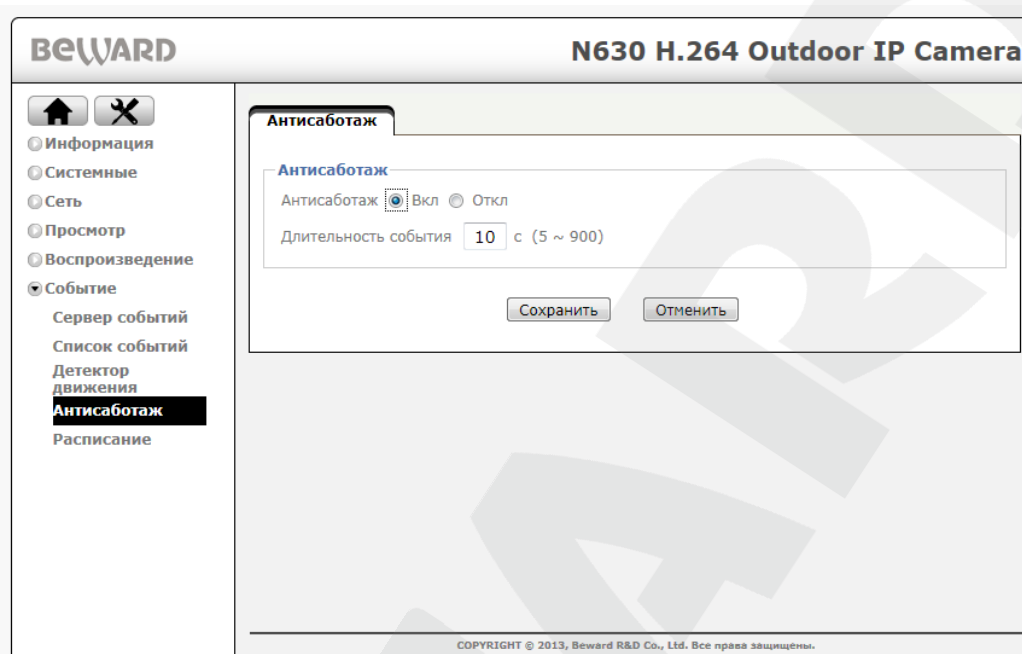 BEWARD
N630 H.264 Outdoor IP Camera
Информация
Системные
Сеть
Просмотр
Воспроизведение
Событие
Сервер событий
Список событий
Детектор
движения
Антисаботаж
Расписание
Антисаботаж
Антисаботаж
Антисаботаж Вкл Откл
Длительность события 10 с (5 ~ 900)
Сохранить Отменить
COPYRIGHT © 2013, Beward R&D Co., Ltd. Все права защищены.